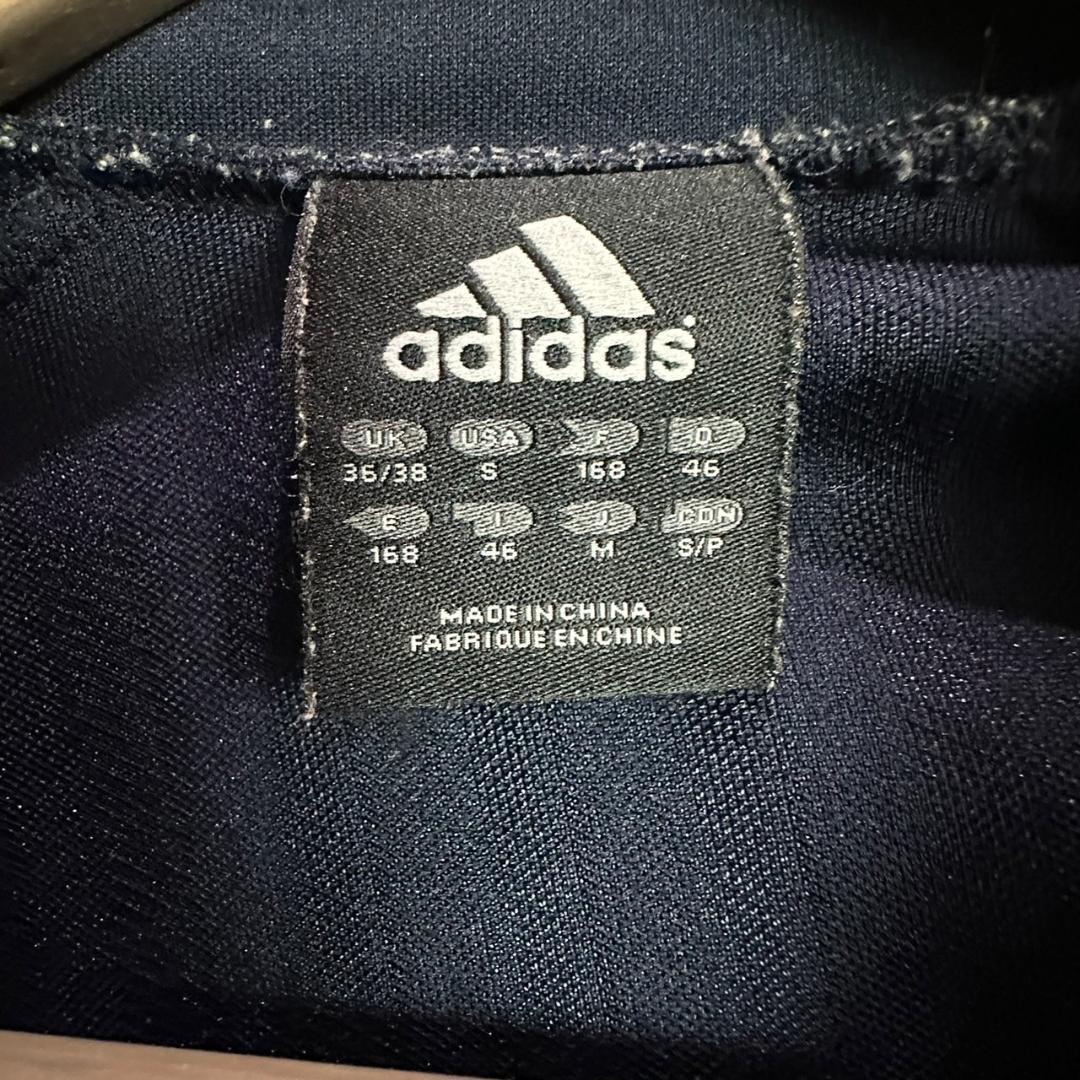 adidas
UK USA F D
36/38 S 168 46
E I J CDN
168 46 M S/P
MADE IN CHINA
FABRIQUE EN CHINE